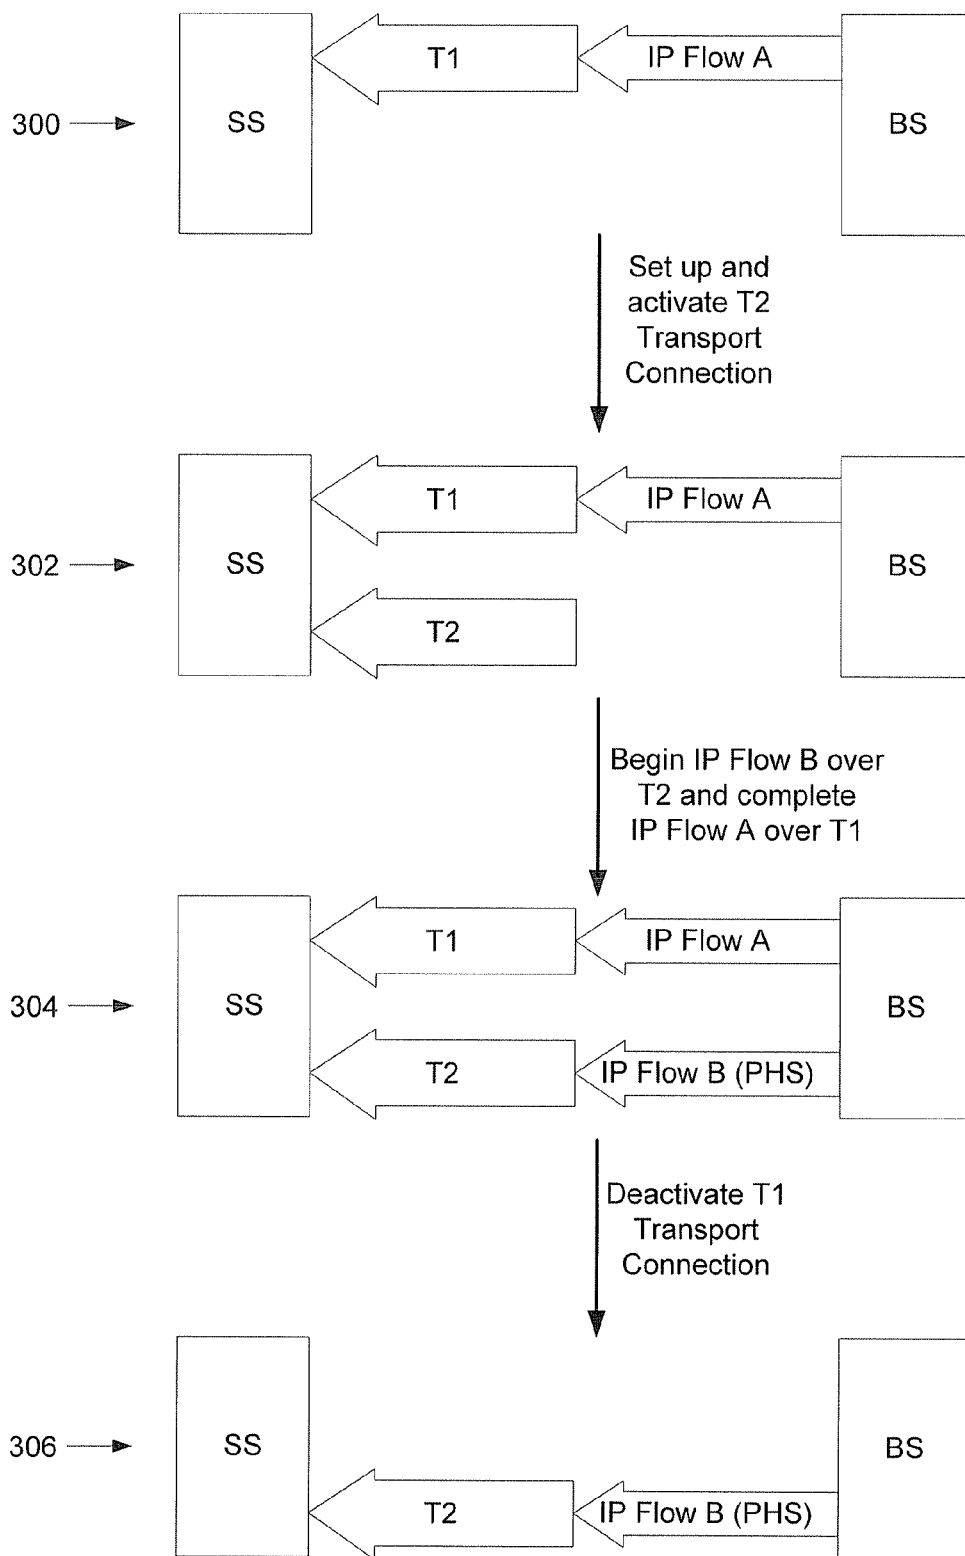 T1
IP Flow A
300
SS
BS
Set up and
activate T2
Transport
Connection
T1
IP Flow A
302
SS
BS
T2
Begin IP Flow B over
T2 and complete
IP Flow A over T1
T1
IP Flow A
304
SS
BS
T2
IP Flow B (PHS)
Deactivate T1
Transport
Connection
306
SS
BS
T2
IP Flow B (PHS)